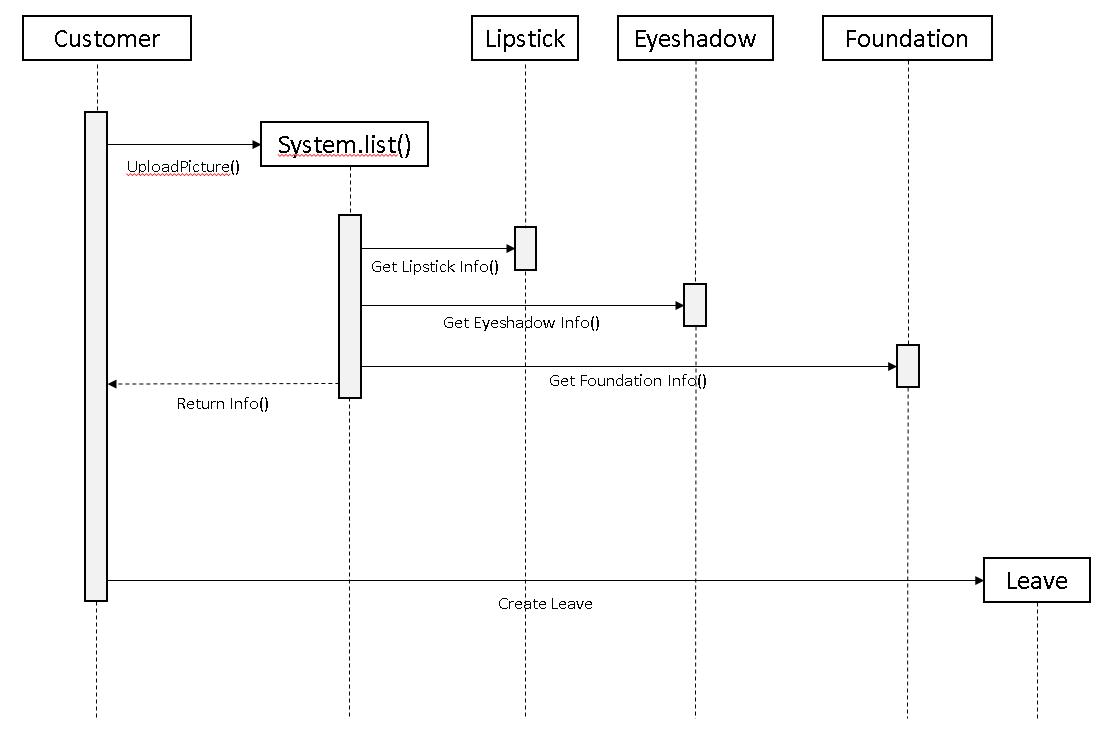 Customer
Lipstick
Eyeshadow
Foundation
System.list()
UploadPicture()
Get Lipstick Info()
Get Eyeshadow Info()
Get Foundation Info()
Return Info()
Leave
Create Leave